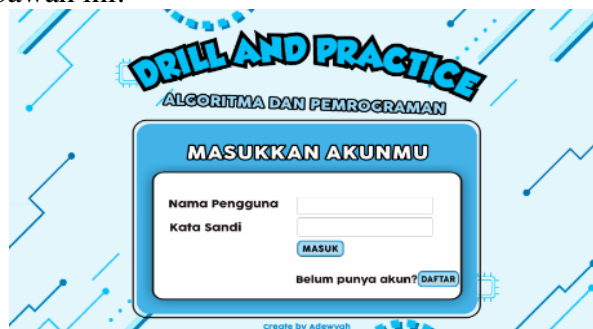 DRILL AND PRACTICE
ALGORITMA DAN PEMROGRAMAN
MASUKKAN AKUNMU
Nama Pengguna
Kata Sandi
MASUK
Belum punya akun? DAFTAR
Create by Adewyah